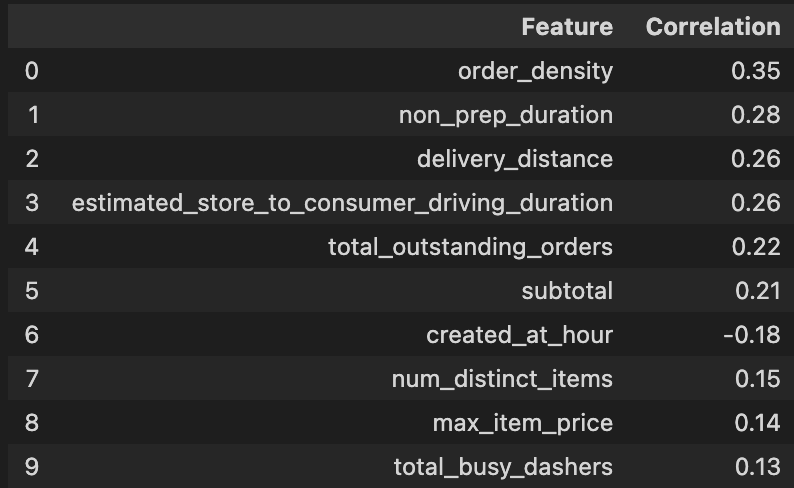 Feature Correlation
0 order_density 0.35
1 non_prep_duration 0.28
2 delivery_distance 0.26
3 estimated_store_to_consumer_driving_duration 0.26
4 total_outstanding_orders 0.22
5 subtotal 0.21
6 created_at_hour -0.18
7 num_distinct_items 0.15
8 max_item_price 0.14
9 total_busy_dashers 0.13